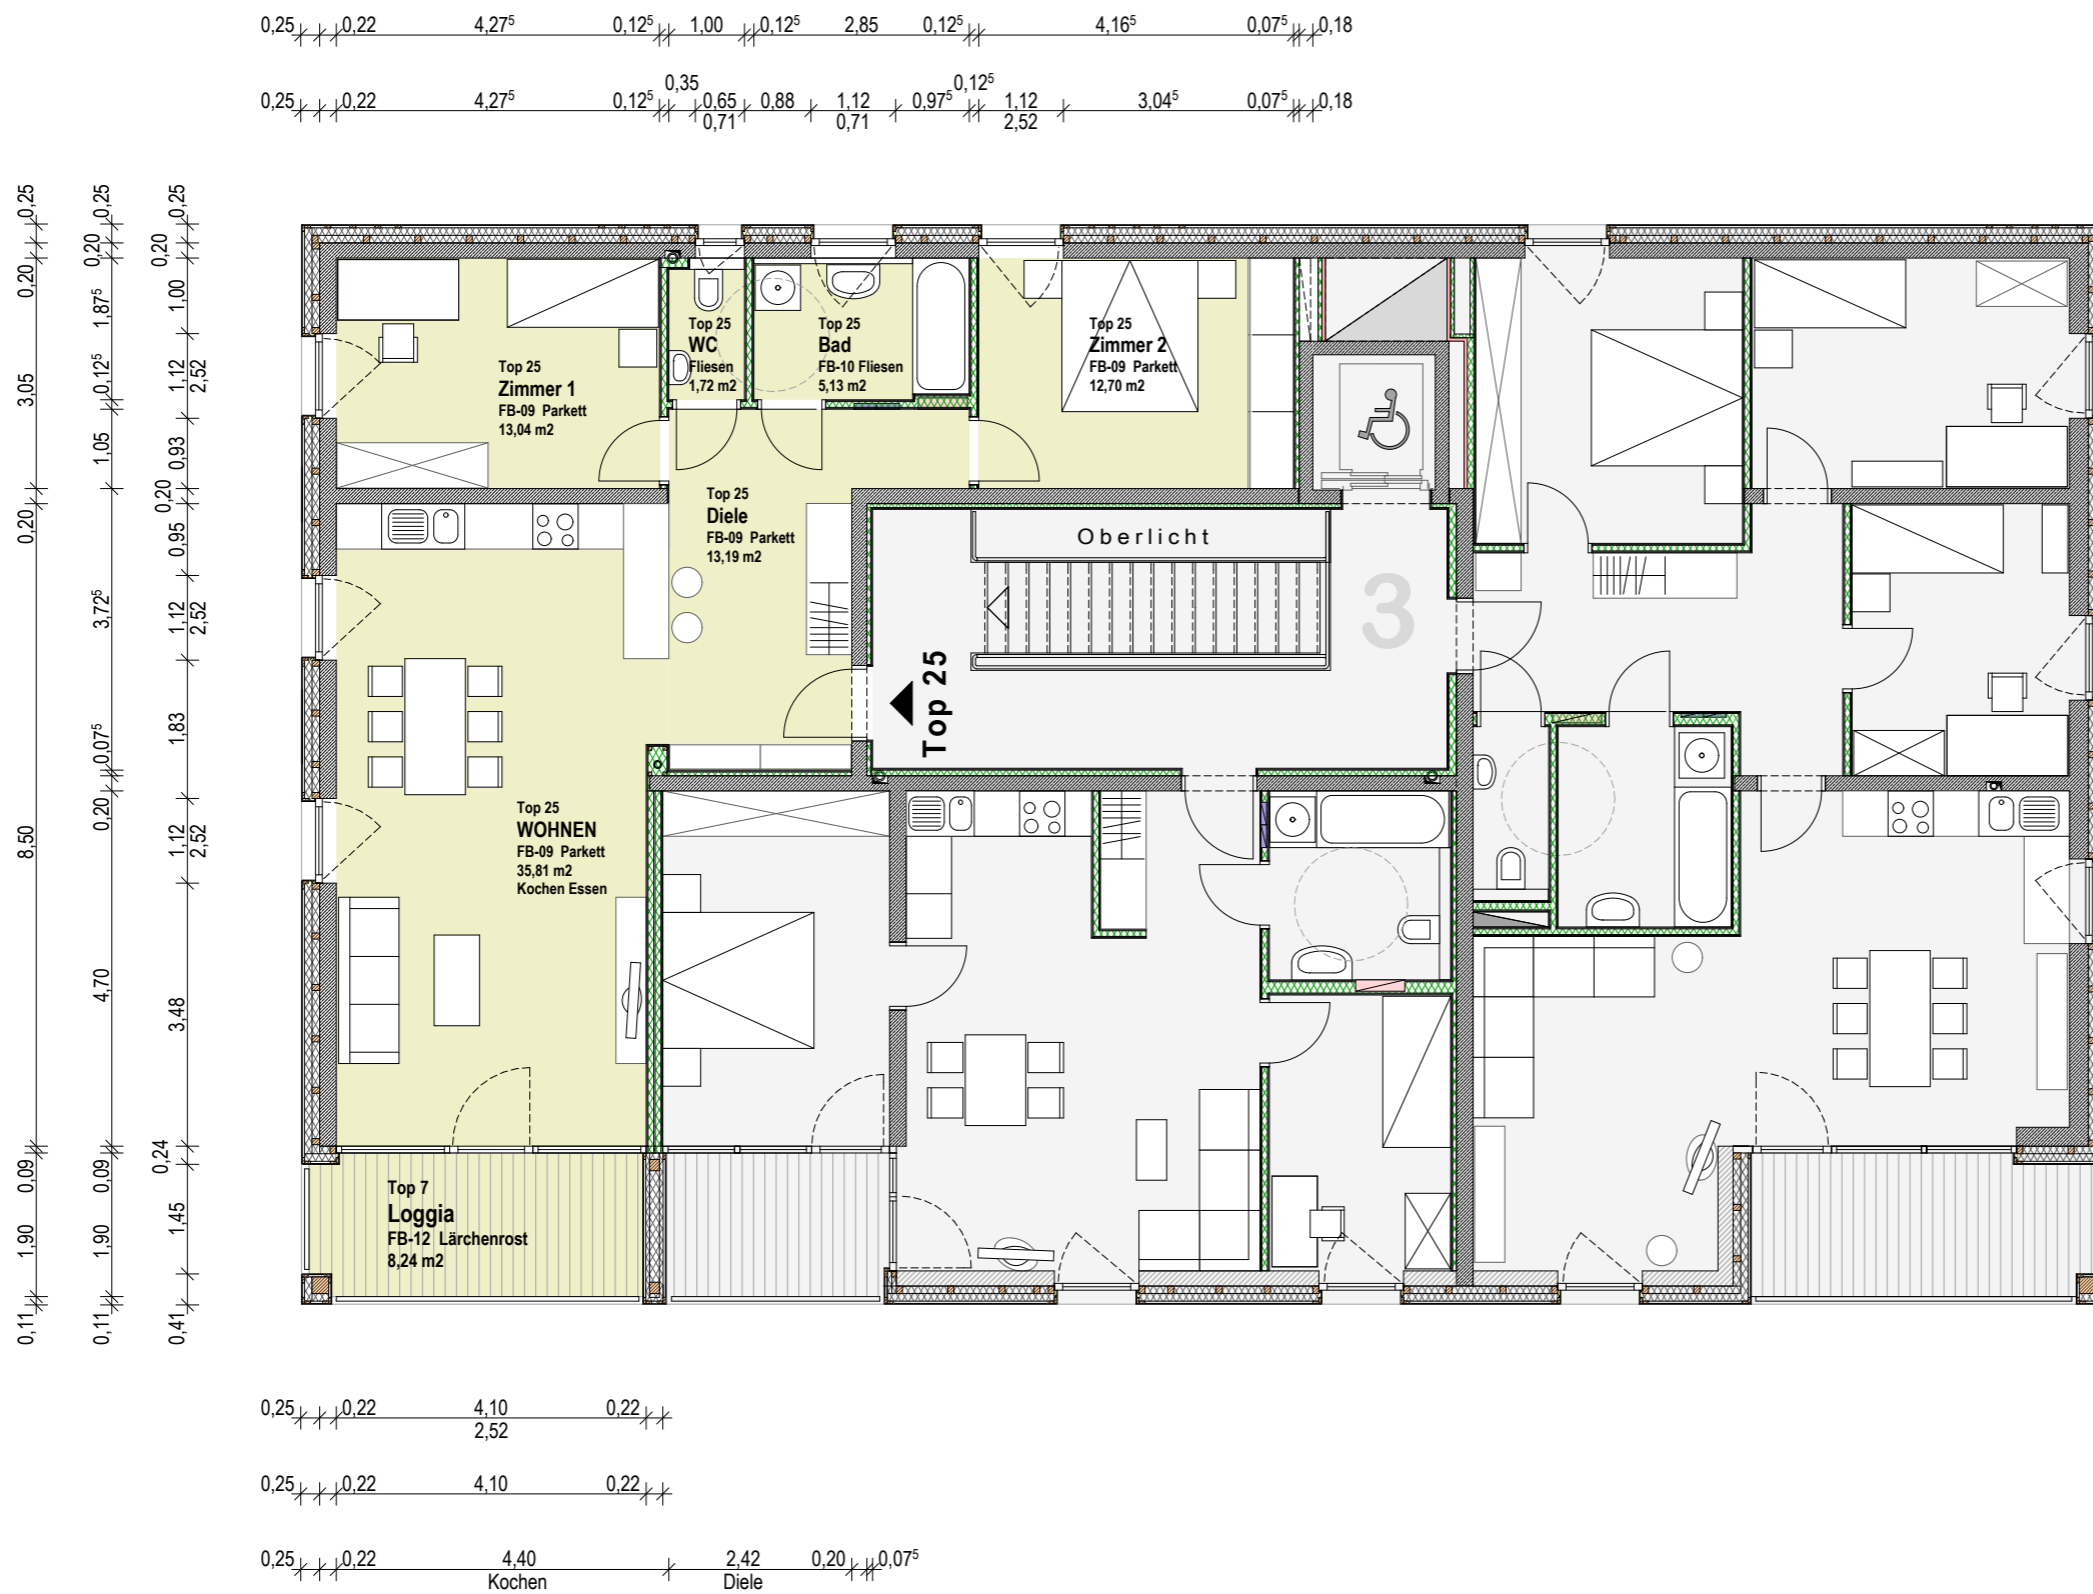 0,25 0,22 4,27⁵ 0,12⁵ 1,00 0,12⁵ 2,85 0,12⁵ 4,16⁵ 0,07⁵ 0,18
0,35 0,12⁵
0,25 0,22 4,27⁵ 0,12⁵ 0,65 0,88 1,12 0,97⁵ 1,12 3,04⁵ 0,07⁵ 0,18
0,71 0,71 2,52
0,25 0,20 3,05 0,20 8,50 0,09 1,90 0,11
0,25 0,20 1,87⁵ 0,12⁵ 1,05 3,72⁵ 0,07⁵ 0,20 4,70 0,09 1,90 0,11
0,25 0,20 1,00 1,12 0,93 0,20 0,95 1,12 1,83 1,12 3,48 0,24 1,45 0,41
2,52 2,52 2,52
Top 25
Zimmer 1
FB-09 Parkett
13,04 m2
Top 25
WC
Fliesen
1,72 m2
Top 25
Bad
FB-10 Fliesen
5,13 m2
Top 25
Zimmer 2
FB-09 Parkett
12,70 m2
Top 25
Diele
FB-09 Parkett
13,19 m2
Oberlicht
3
Top 25
Top 25
WOHNEN
FB-09 Parkett
35,81 m2
Kochen Essen
Top 7
Loggia
FB-12 Lärchenrost
8,24 m2
0,25 0,22 4,10 0,22
2,52
0,25 0,22 4,10 0,22
0,25 0,22 4,40 2,42 0,20 0,07⁵
Kochen Diele